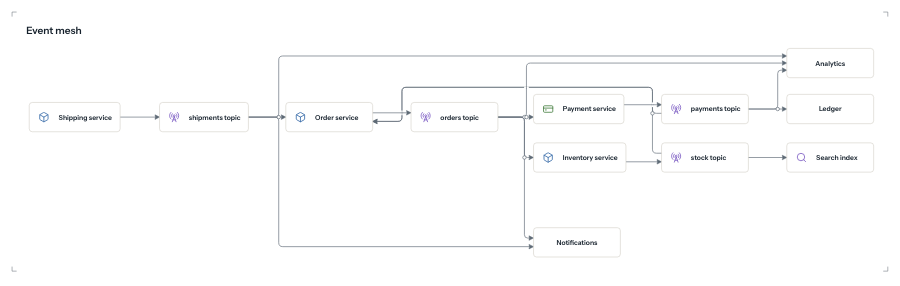 Event mesh
Analytics
Shipping service
shipments topic
Order service
orders topic
Payment service
payments topic
Ledger
Inventory service
stock topic
Search index
Notifications